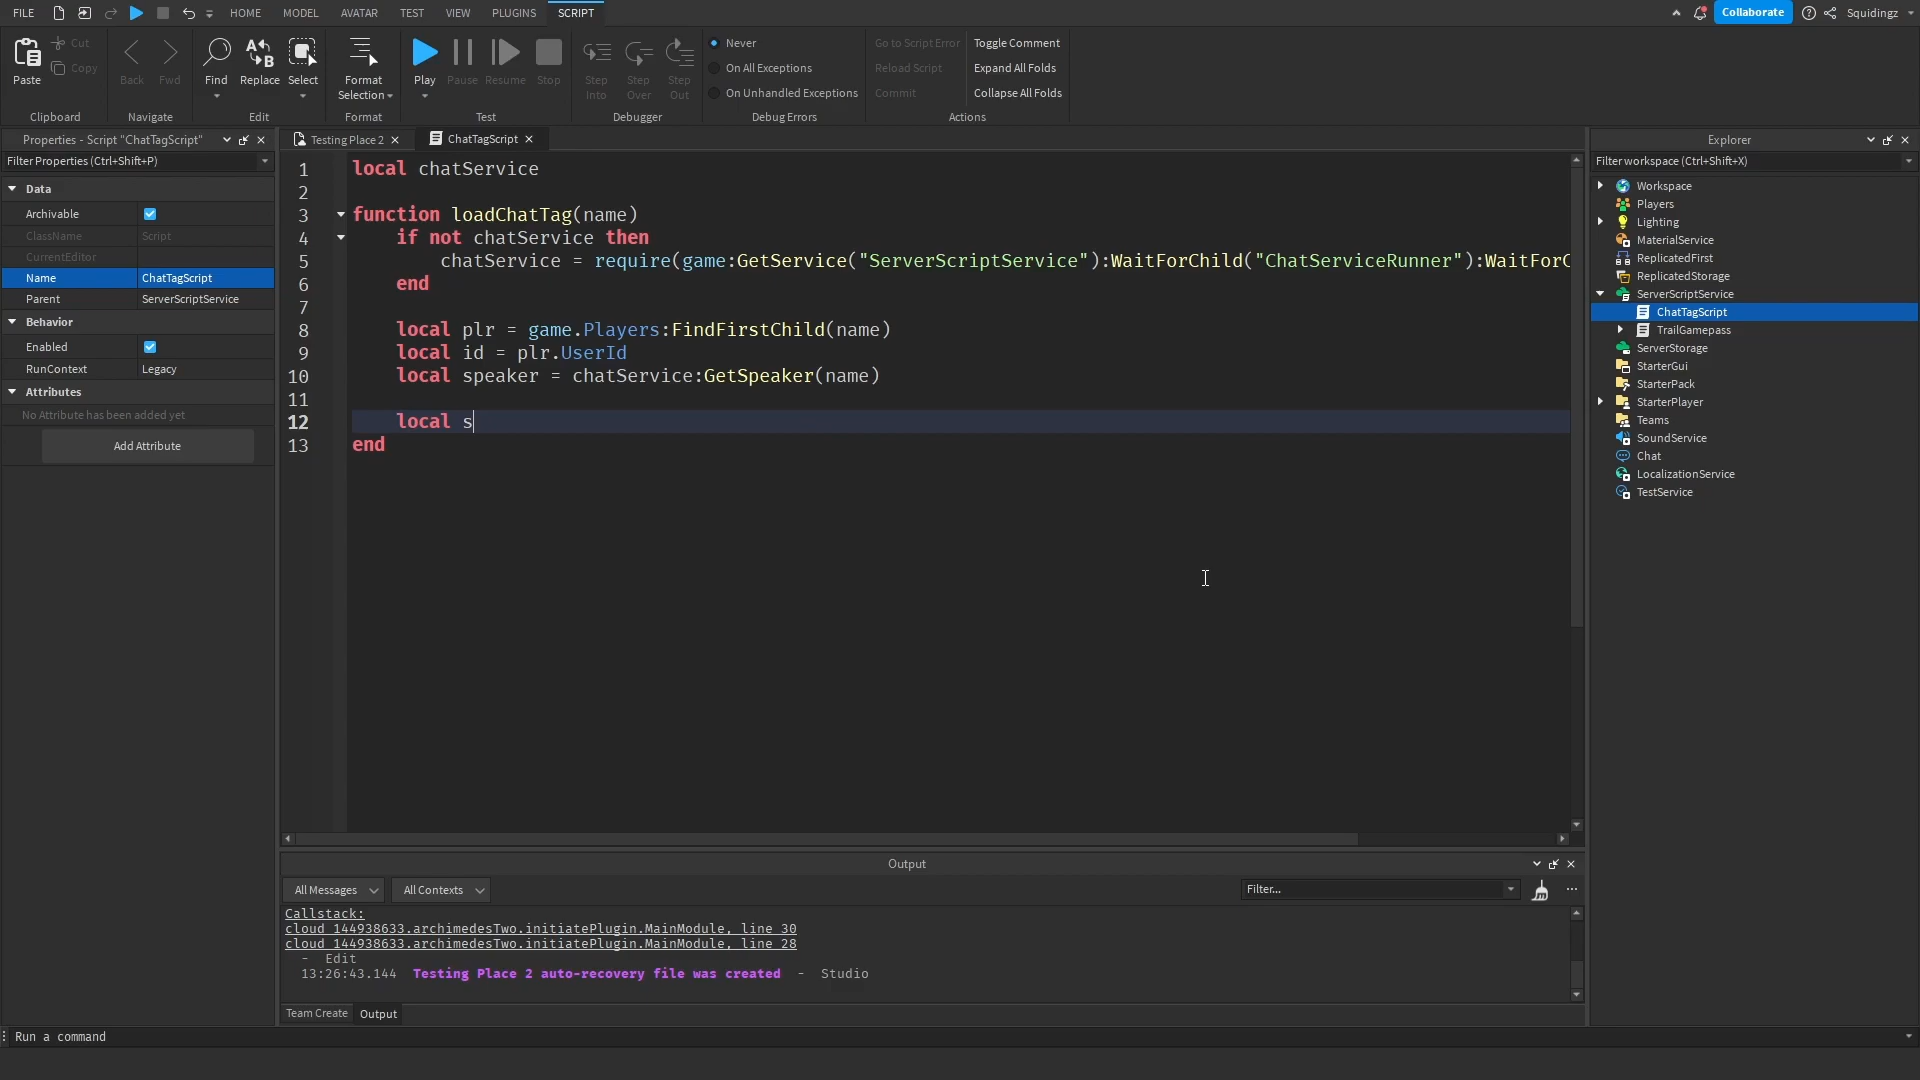 FILE HOME MODEL AVATAR TEST VIEW PLUGINS SCRIPT Collaborate Squidingz
Paste Cut Copy
Clipboard
Back Fwd
Navigate
Find Replace Select
Edit
Format Selection
Format
Play Pause Resume Stop
Test
Step Into Step Over Step Out
Debugger
Never
On All Exceptions
On Unhandled Exceptions
Debug Errors
Go to Script Error Toggle Comment
Reload Script Expand All Folds
Commit Collapse All Folds
Actions
Properties - Script "ChatTagScript"
Filter Properties (Ctrl+Shift+P)
Data
Archivable
ClassName Script
CurrentEditor
Name ChatTagScript
Parent ServerScriptService
Behavior
Enabled
RunContext Legacy
Attributes
No Attribute has been added yet
Add Attribute
Testing Place 2 ChatTagScript
1 local chatService
2
3 function loadChatTag(name)
4 if not chatService then
5 chatService = require(game:GetService("ServerScriptService"):WaitForChild("ChatServiceRunner"):WaitForC
6 end
7
8 local plr = game.Players:FindFirstChild(name)
9 local id = plr.UserId
10 local speaker = chatService:GetSpeaker(name)
11
12 local s
13 end
Output
All Messages All Contexts Filter...
Callstack:
cloud_144938633.archimedesTwo.initiatePlugin.MainModule, line 30
cloud_144938633.archimedesTwo.initiatePlugin.MainModule, line 28
- Edit
13:26:43.144 Testing Place 2 auto-recovery file was created - Studio
Team Create Output
Run a command
Explorer
Filter workspace (Ctrl+Shift+X)
Workspace
Players
Lighting
MaterialService
ReplicatedFirst
ReplicatedStorage
ServerScriptService
ChatTagScript
TrailGamepass
ServerStorage
StarterGui
StarterPack
StarterPlayer
Teams
SoundService
Chat
LocalizationService
TestService